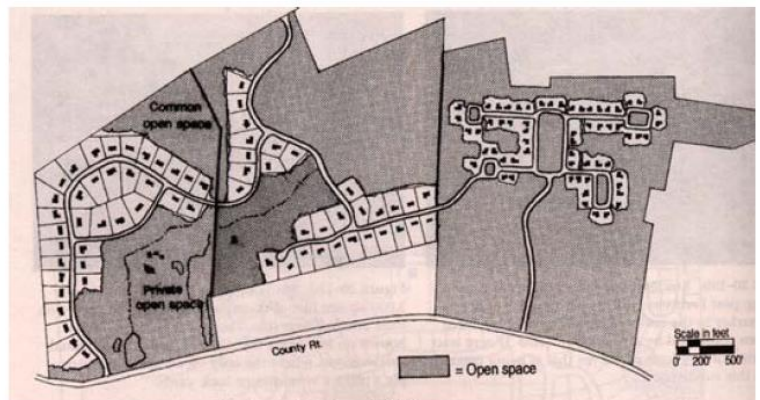 Common
open space
Private
open space
County Rt.
= Open space
Scale in feet
0' 200' 500'